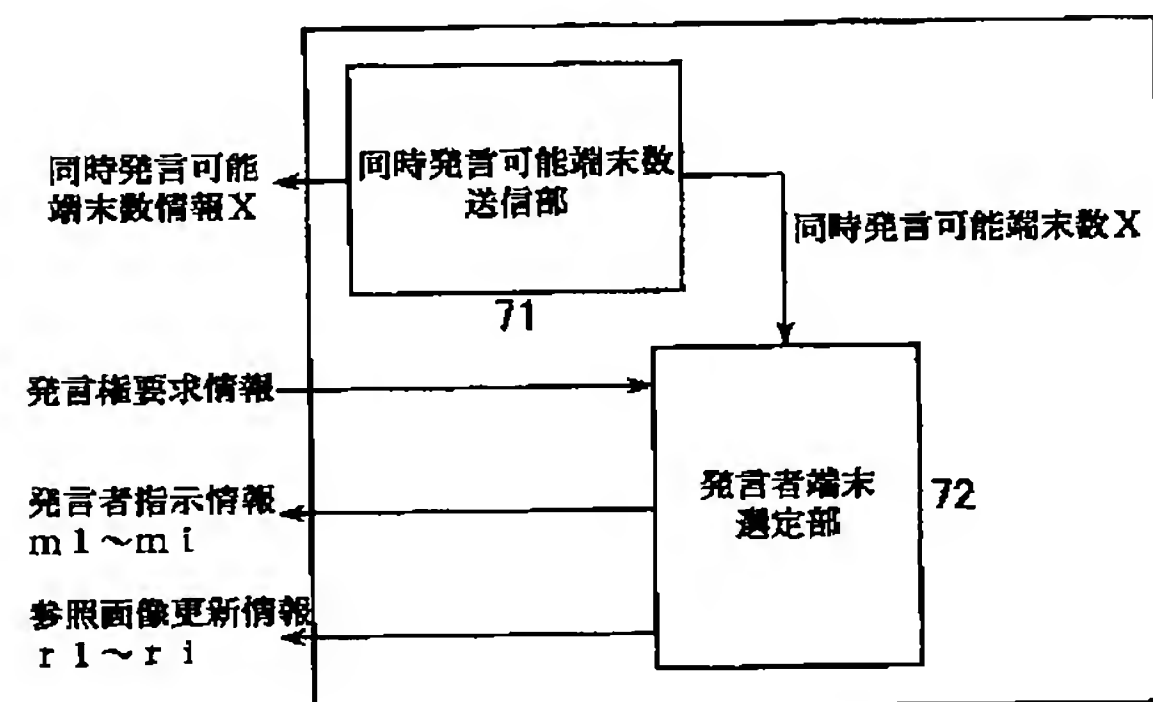 同時発言可能
端末数情報X
同時発言可能端末数
送信部
71
同時発言可能端末数X
発言権要求情報
発言者指示情報
m1～mi
参照画像更新情報
r1～ri
発言者端末
選定部
72